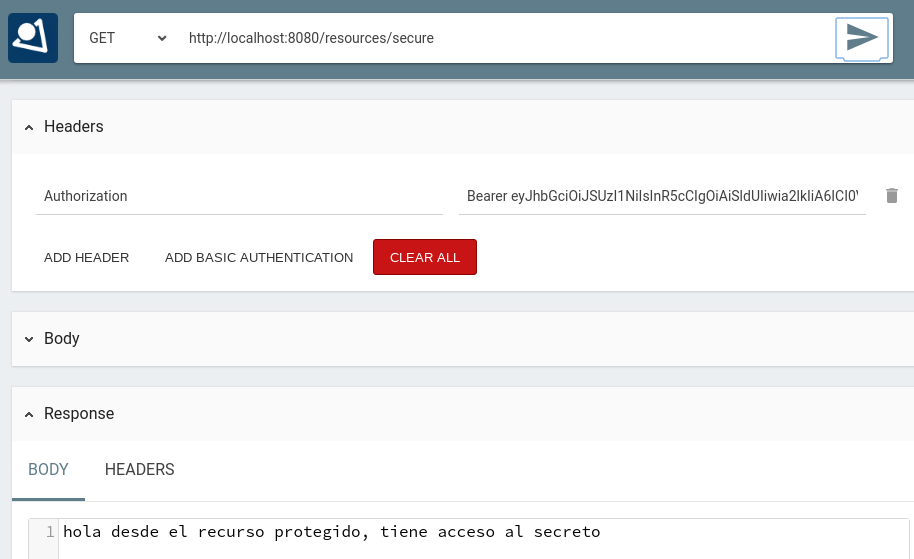 GET http://localhost:8080/resources/secure
Headers
Authorization Bearer
ADD HEADER ADD BASIC AUTHENTICATION CLEAR ALL
Body
Response
BODY HEADERS
1 hola desde el recurso protegido, tiene acceso al secreto